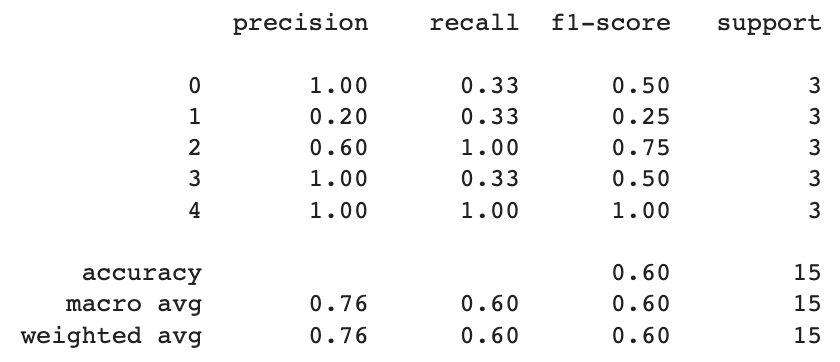 precision recall f1-score support
0 1.00 0.33 0.50 3
1 0.20 0.33 0.25 3
2 0.60 1.00 0.75 3
3 1.00 0.33 0.50 3
4 1.00 1.00 1.00 3
accuracy 0.60 15
macro avg 0.76 0.60 0.60 15
weighted avg 0.76 0.60 0.60 15